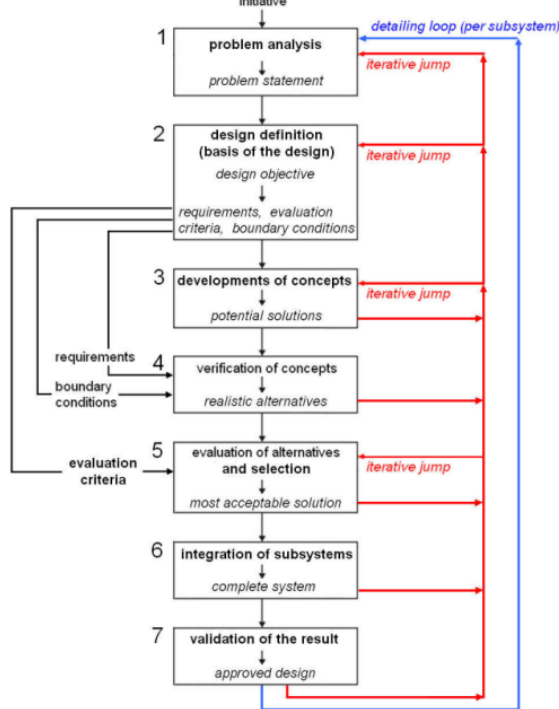 initiative
detailing loop (per subsystem)
1
problem analysis
problem statement
iterative jump
2
design definition
(basis of the design)
design objective
requirements, evaluation
criteria, boundary conditions
iterative jump
3
developments of concepts
potential solutions
iterative jump
requirements
boundary
conditions
4
verification of concepts
realistic alternatives
evaluation
criteria
5
evaluation of alternatives
and selection
most acceptable solution
iterative jump
6
integration of subsystems
complete system
7
validation of the result
approved design